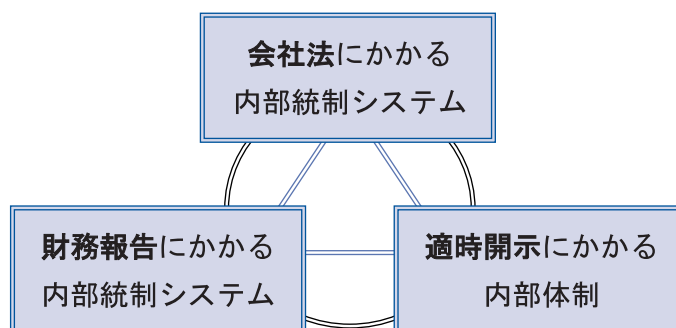 会社法にかかる
内部統制システム
財務報告にかかる
内部統制システム
適時開示にかかる
内部体制